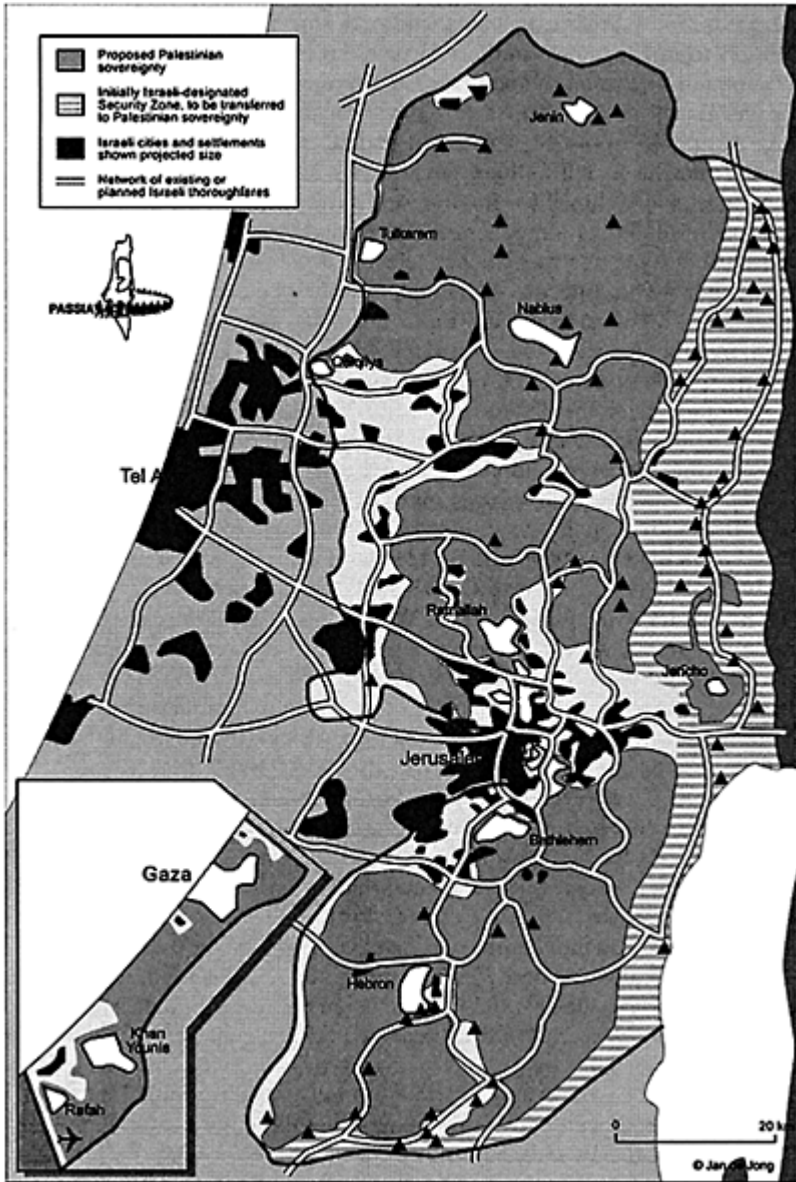 Proposed Palestinian
sovereignty
Initially Israeli-designated
Security Zone, to be transferred
to Palestinian sovereignty
Israeli cities and settlements
shown projected size
Network of existing or
planned Israeli thoroughfares
Jenin
Tulkarem
PASSIA
Nablus
Qalqilya
Tel A
Ramallah
Jericho
Jerusale
Bethlehem
Gaza
Hebron
Khan
Younis
Rafah
0 20 km
© Jan de Jong